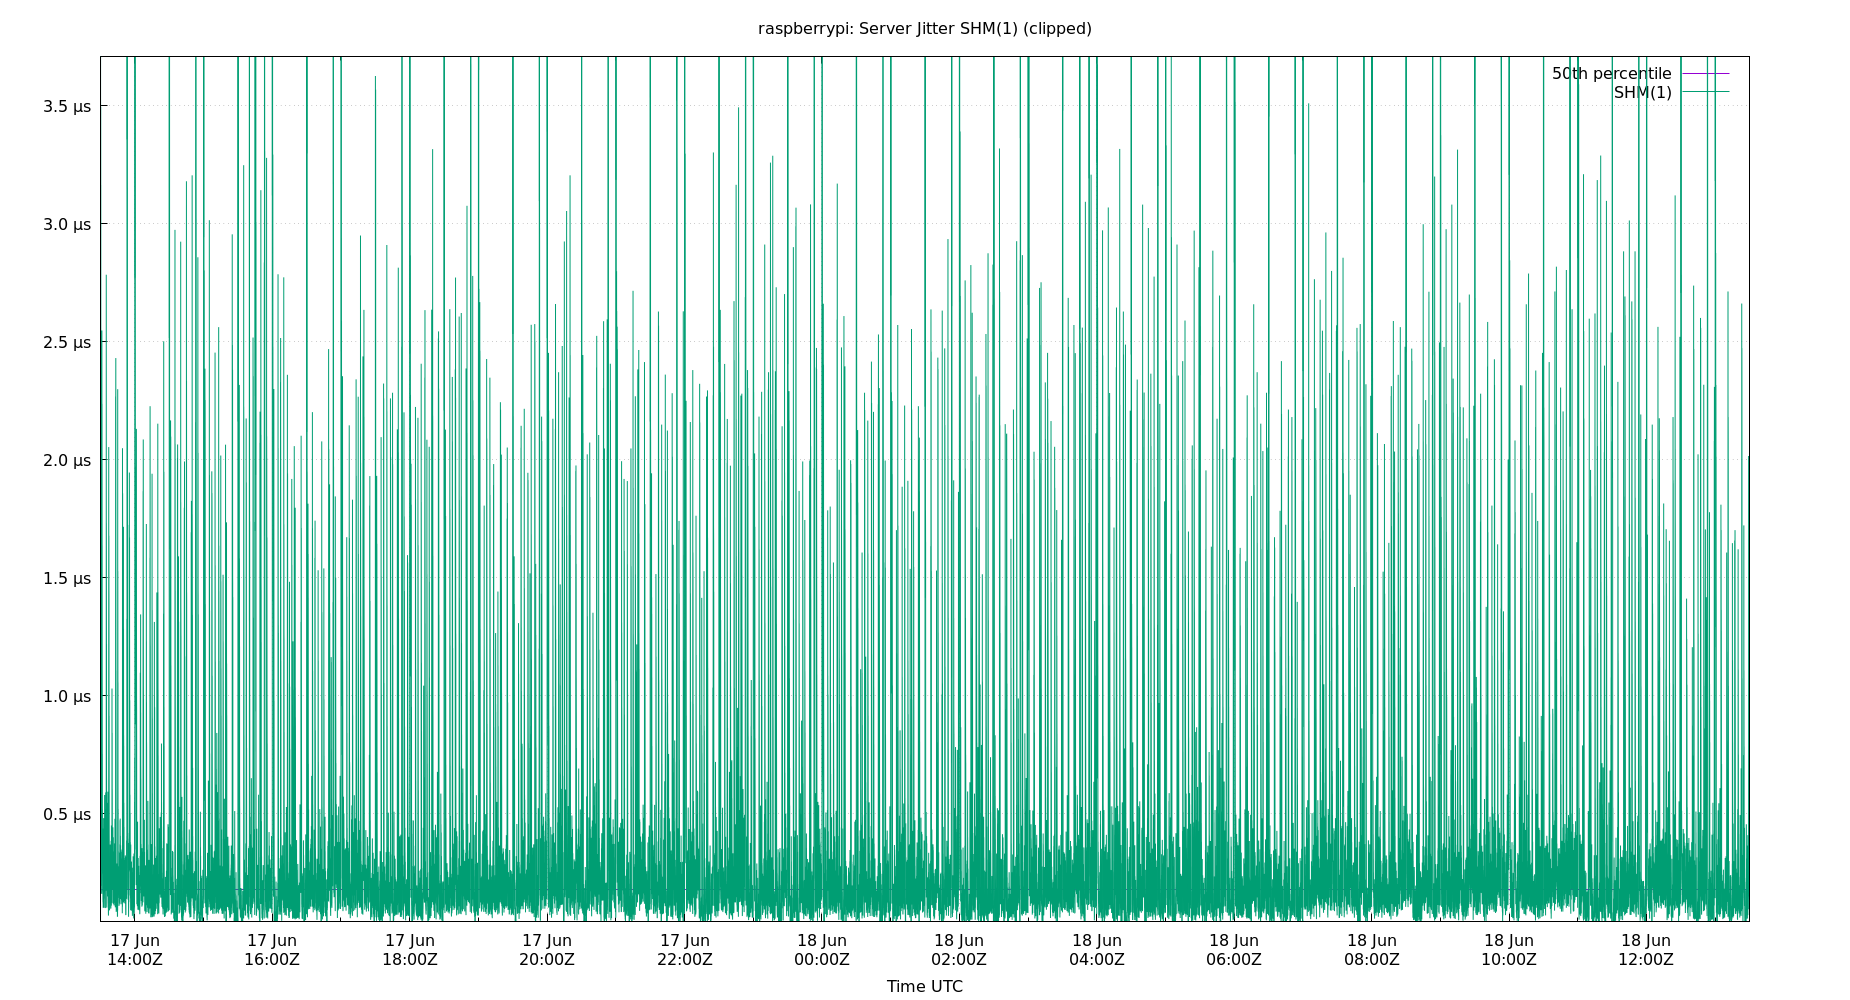 raspberrypi: Server Jitter SHM(1) (clipped)
50th percentile
SHM(1)
3.5 µs
3.0 µs
2.5 µs
2.0 µs
1.5 µs
1.0 µs
0.5 µs
17 Jun 17 Jun 17 Jun 17 Jun 17 Jun 18 Jun 18 Jun 18 Jun 18 Jun 18 Jun 18 Jun 18 Jun
14:00Z 16:00Z 18:00Z 20:00Z 22:00Z 00:00Z 02:00Z 04:00Z 06:00Z 08:00Z 10:00Z 12:00Z
Time UTC